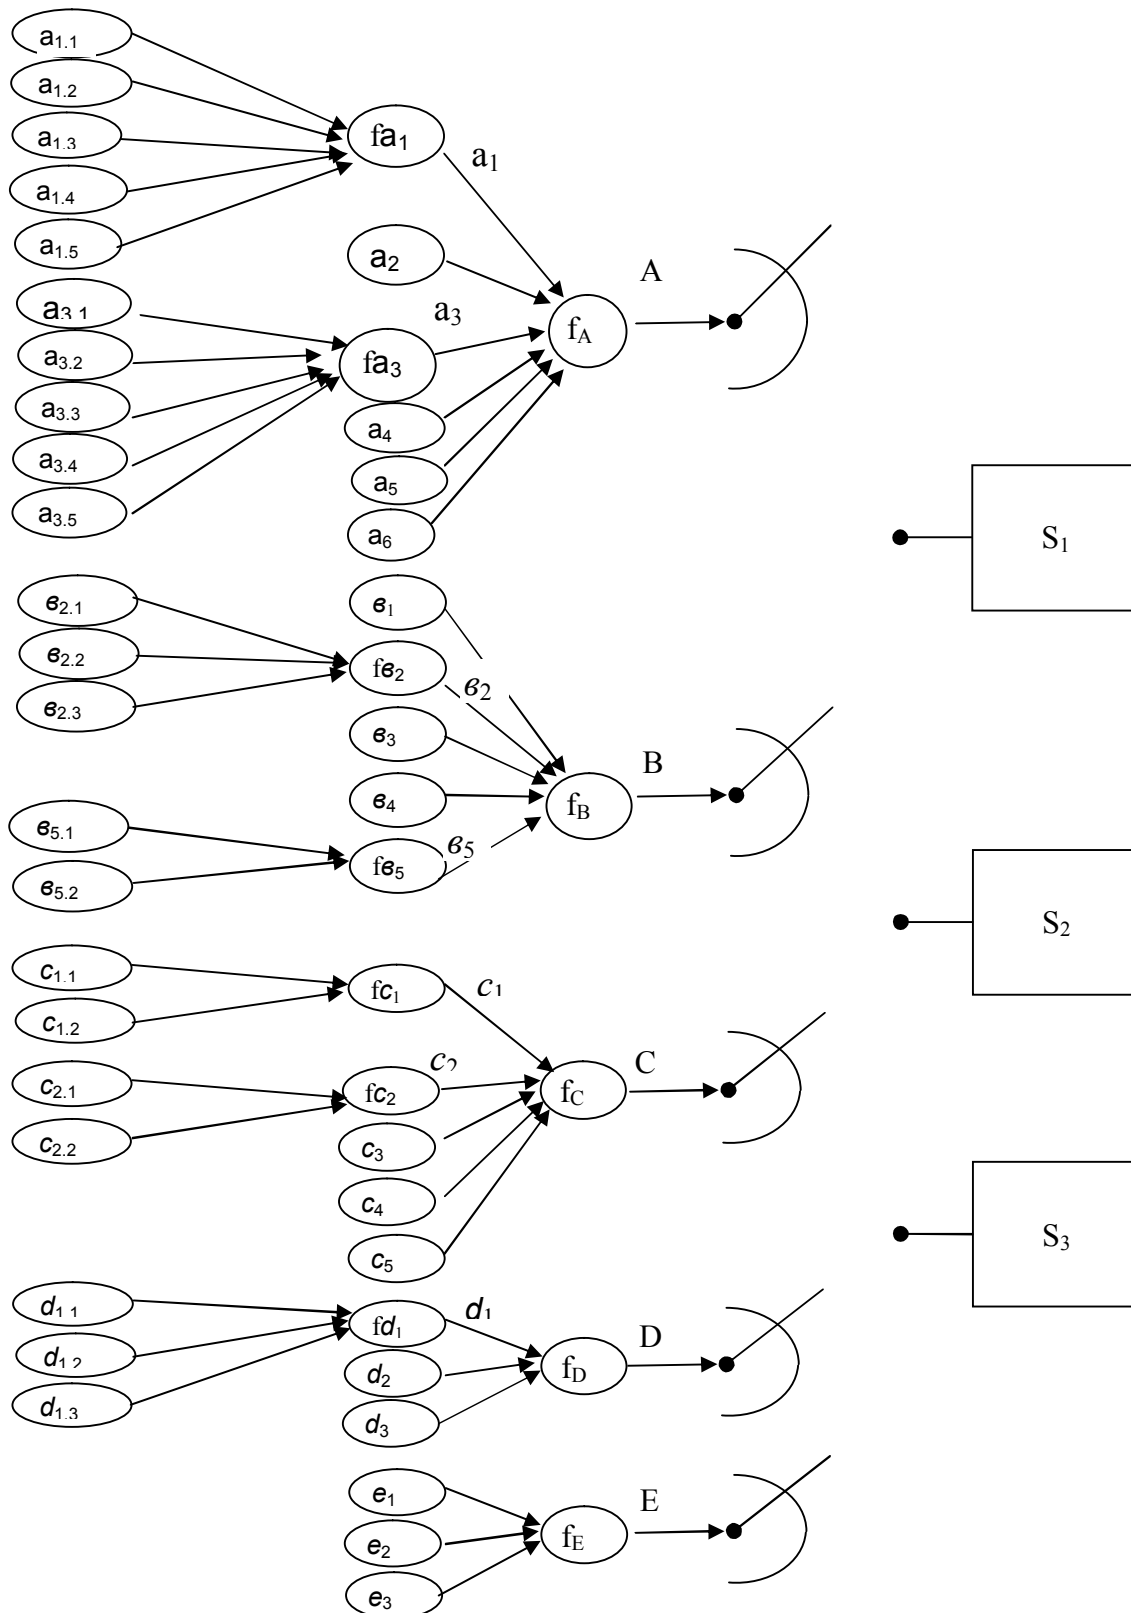 a1.1
a1.2
a1.3
a1.4
a1.5
fa1
a1
a2
A
a3.1
a3.2
a3.3
a3.4
a3.5
a3
fa3
fA
a4
a5
a6
S1
в2.1
в2.2
в2.3
в1
fв2
в2
в3
в4
B
fB
в5.1
в5.2
fв5
в5
S2
c1.1
c1.2
fc1
c1
c2.1
c2.2
fc2
c2
C
fC
c3
c4
c5
S3
d1.1
d1.2
d1.3
fd1
d1
d2
d3
D
fD
e1
e2
e3
E
fE